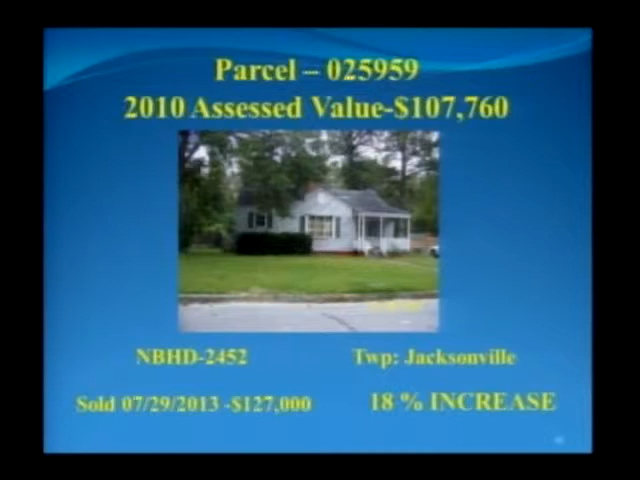 Parcel – 025959
2010 Assessed Value-$107,760
NBHD-2452
Twp: Jacksonville
Sold 07/29/2013 -$127,000
18 % INCREASE